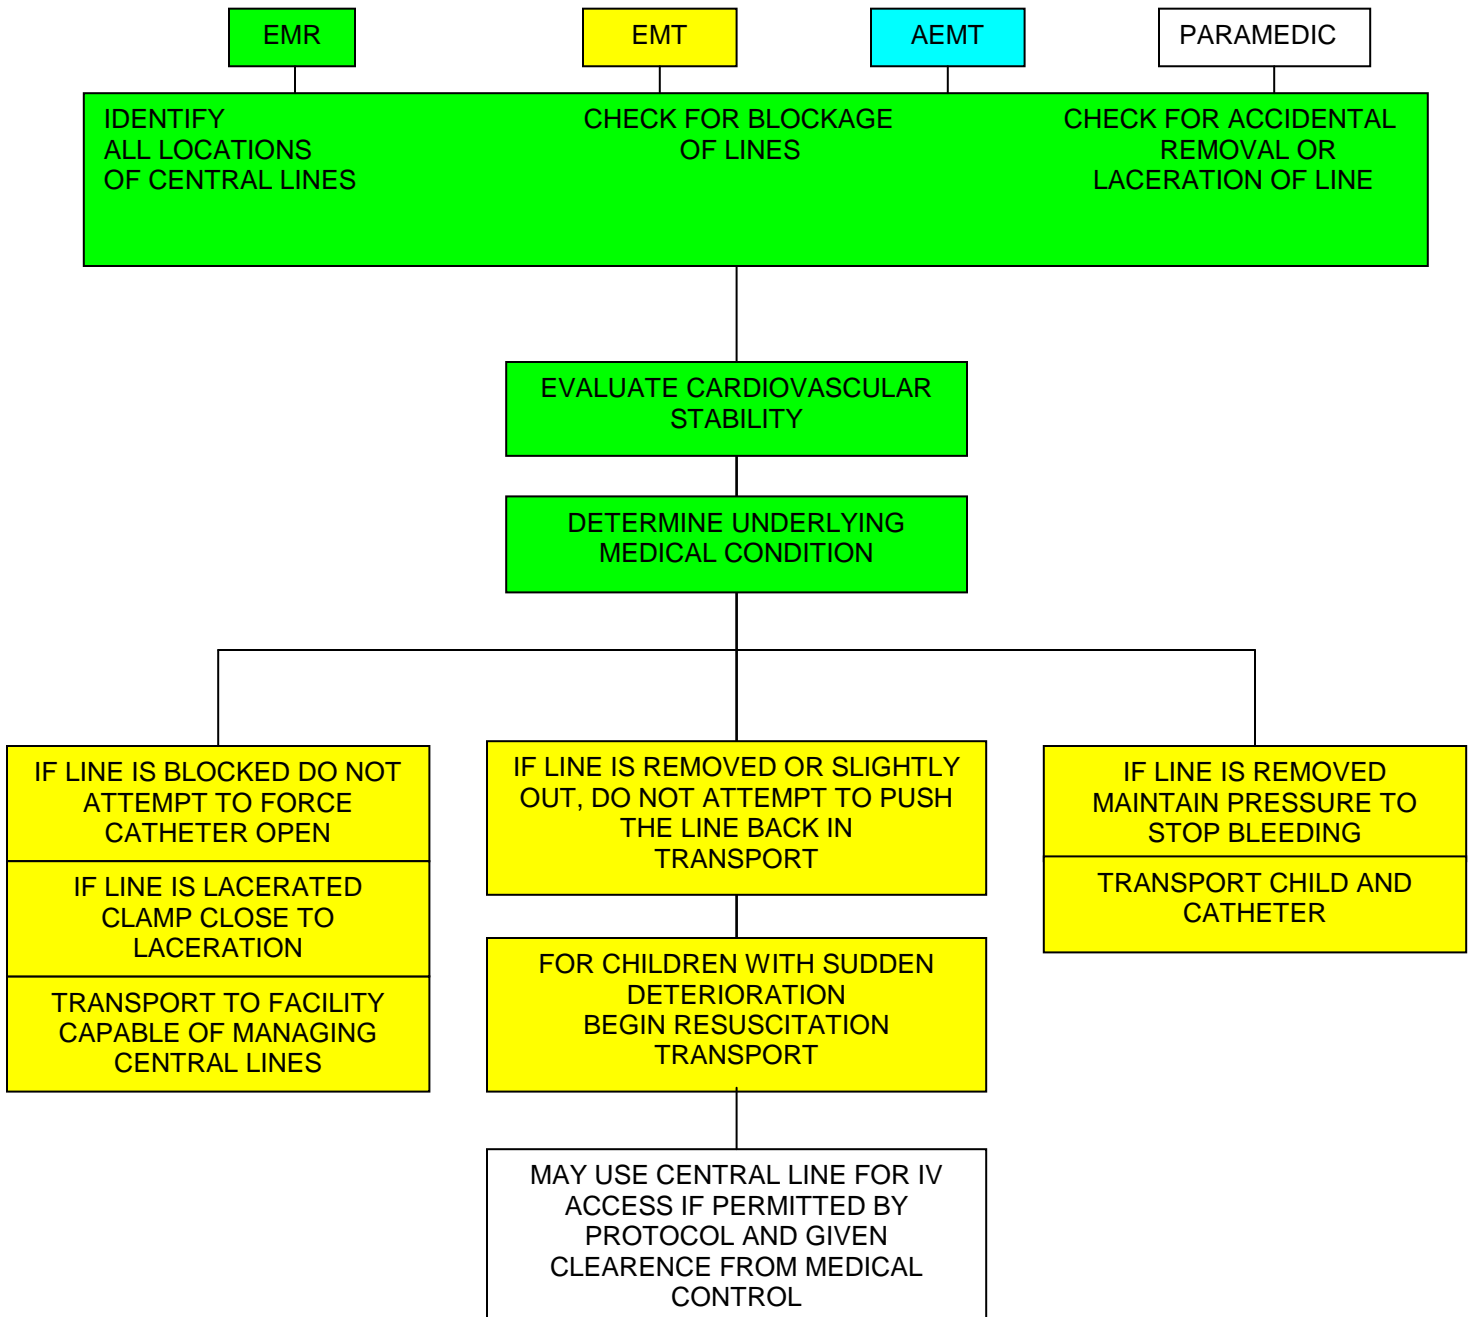 EMR
EMT
AEMT
PARAMEDIC
IDENTIFY
ALL LOCATIONS
OF CENTRAL LINES
CHECK FOR BLOCKAGE
OF LINES
CHECK FOR ACCIDENTAL
REMOVAL OR
LACERATION OF LINE
EVALUATE CARDIOVASCULAR
STABILITY
DETERMINE UNDERLYING
MEDICAL CONDITION
IF LINE IS BLOCKED DO NOT
ATTEMPT TO FORCE
CATHETER OPEN
IF LINE IS LACERATED
CLAMP CLOSE TO
LACERATION
TRANSPORT TO FACILITY
CAPABLE OF MANAGING
CENTRAL LINES
IF LINE IS REMOVED OR SLIGHTLY
OUT, DO NOT ATTEMPT TO PUSH
THE LINE BACK IN
TRANSPORT
FOR CHILDREN WITH SUDDEN
DETERIORATION
BEGIN RESUSCITATION
TRANSPORT
MAY USE CENTRAL LINE FOR IV
ACCESS IF PERMITTED BY
PROTOCOL AND GIVEN
CLEARENCE FROM MEDICAL
CONTROL
IF LINE IS REMOVED
MAINTAIN PRESSURE TO
STOP BLEEDING
TRANSPORT CHILD AND
CATHETER